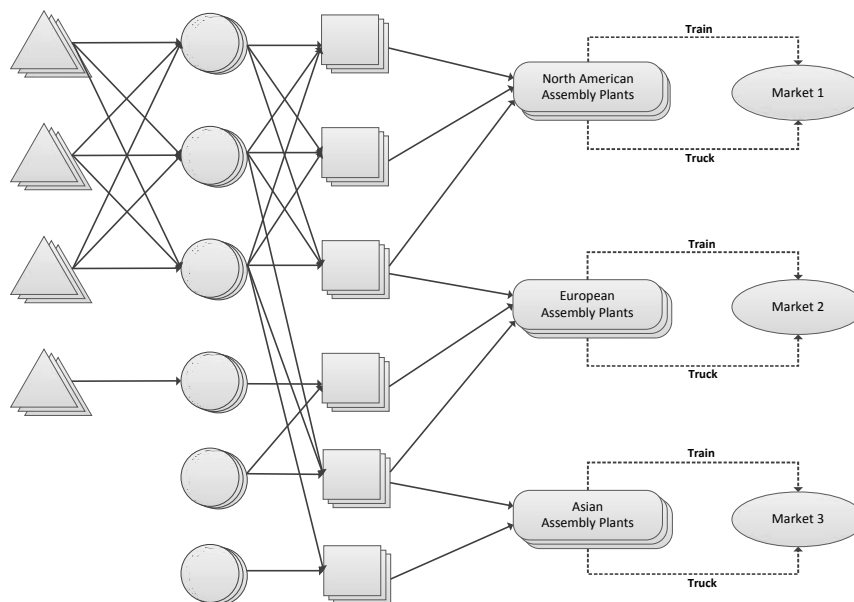 Train
North American
Assembly Plants
Market 1
Truck
Train
European
Assembly Plants
Market 2
Truck
Train
Asian
Assembly Plants
Market 3
Truck